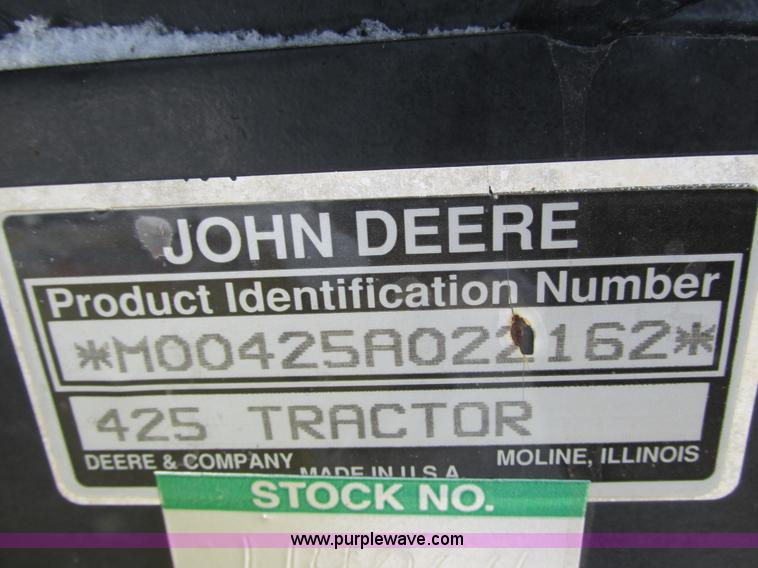 JOHN DEERE
Product Identification Number
*M00425A022162*
425 TRACTOR
DEERE & COMPANY MADE IN U.S.A MOLINE, ILLINOIS
STOCK NO.
www.purplewave.com